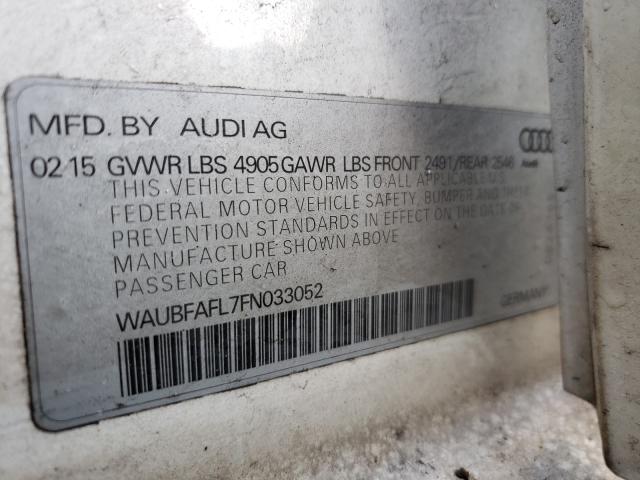 MFD. BY AUDI AG
02 15 GVWR LBS 4905 GAWR LBS FRONT 2491/REAR 2546 Audi
THIS VEHICLE CONFORMS TO ALL APPLICABLE U.S.
FEDERAL MOTOR VEHICLE SAFETY, BUMPER AND THEFT
PREVENTION STANDARDS IN EFFECT ON THE DATE OF
MANUFACTURE SHOWN ABOVE
PASSENGER CAR
WAUBFAFL7FN033052
GERMANY